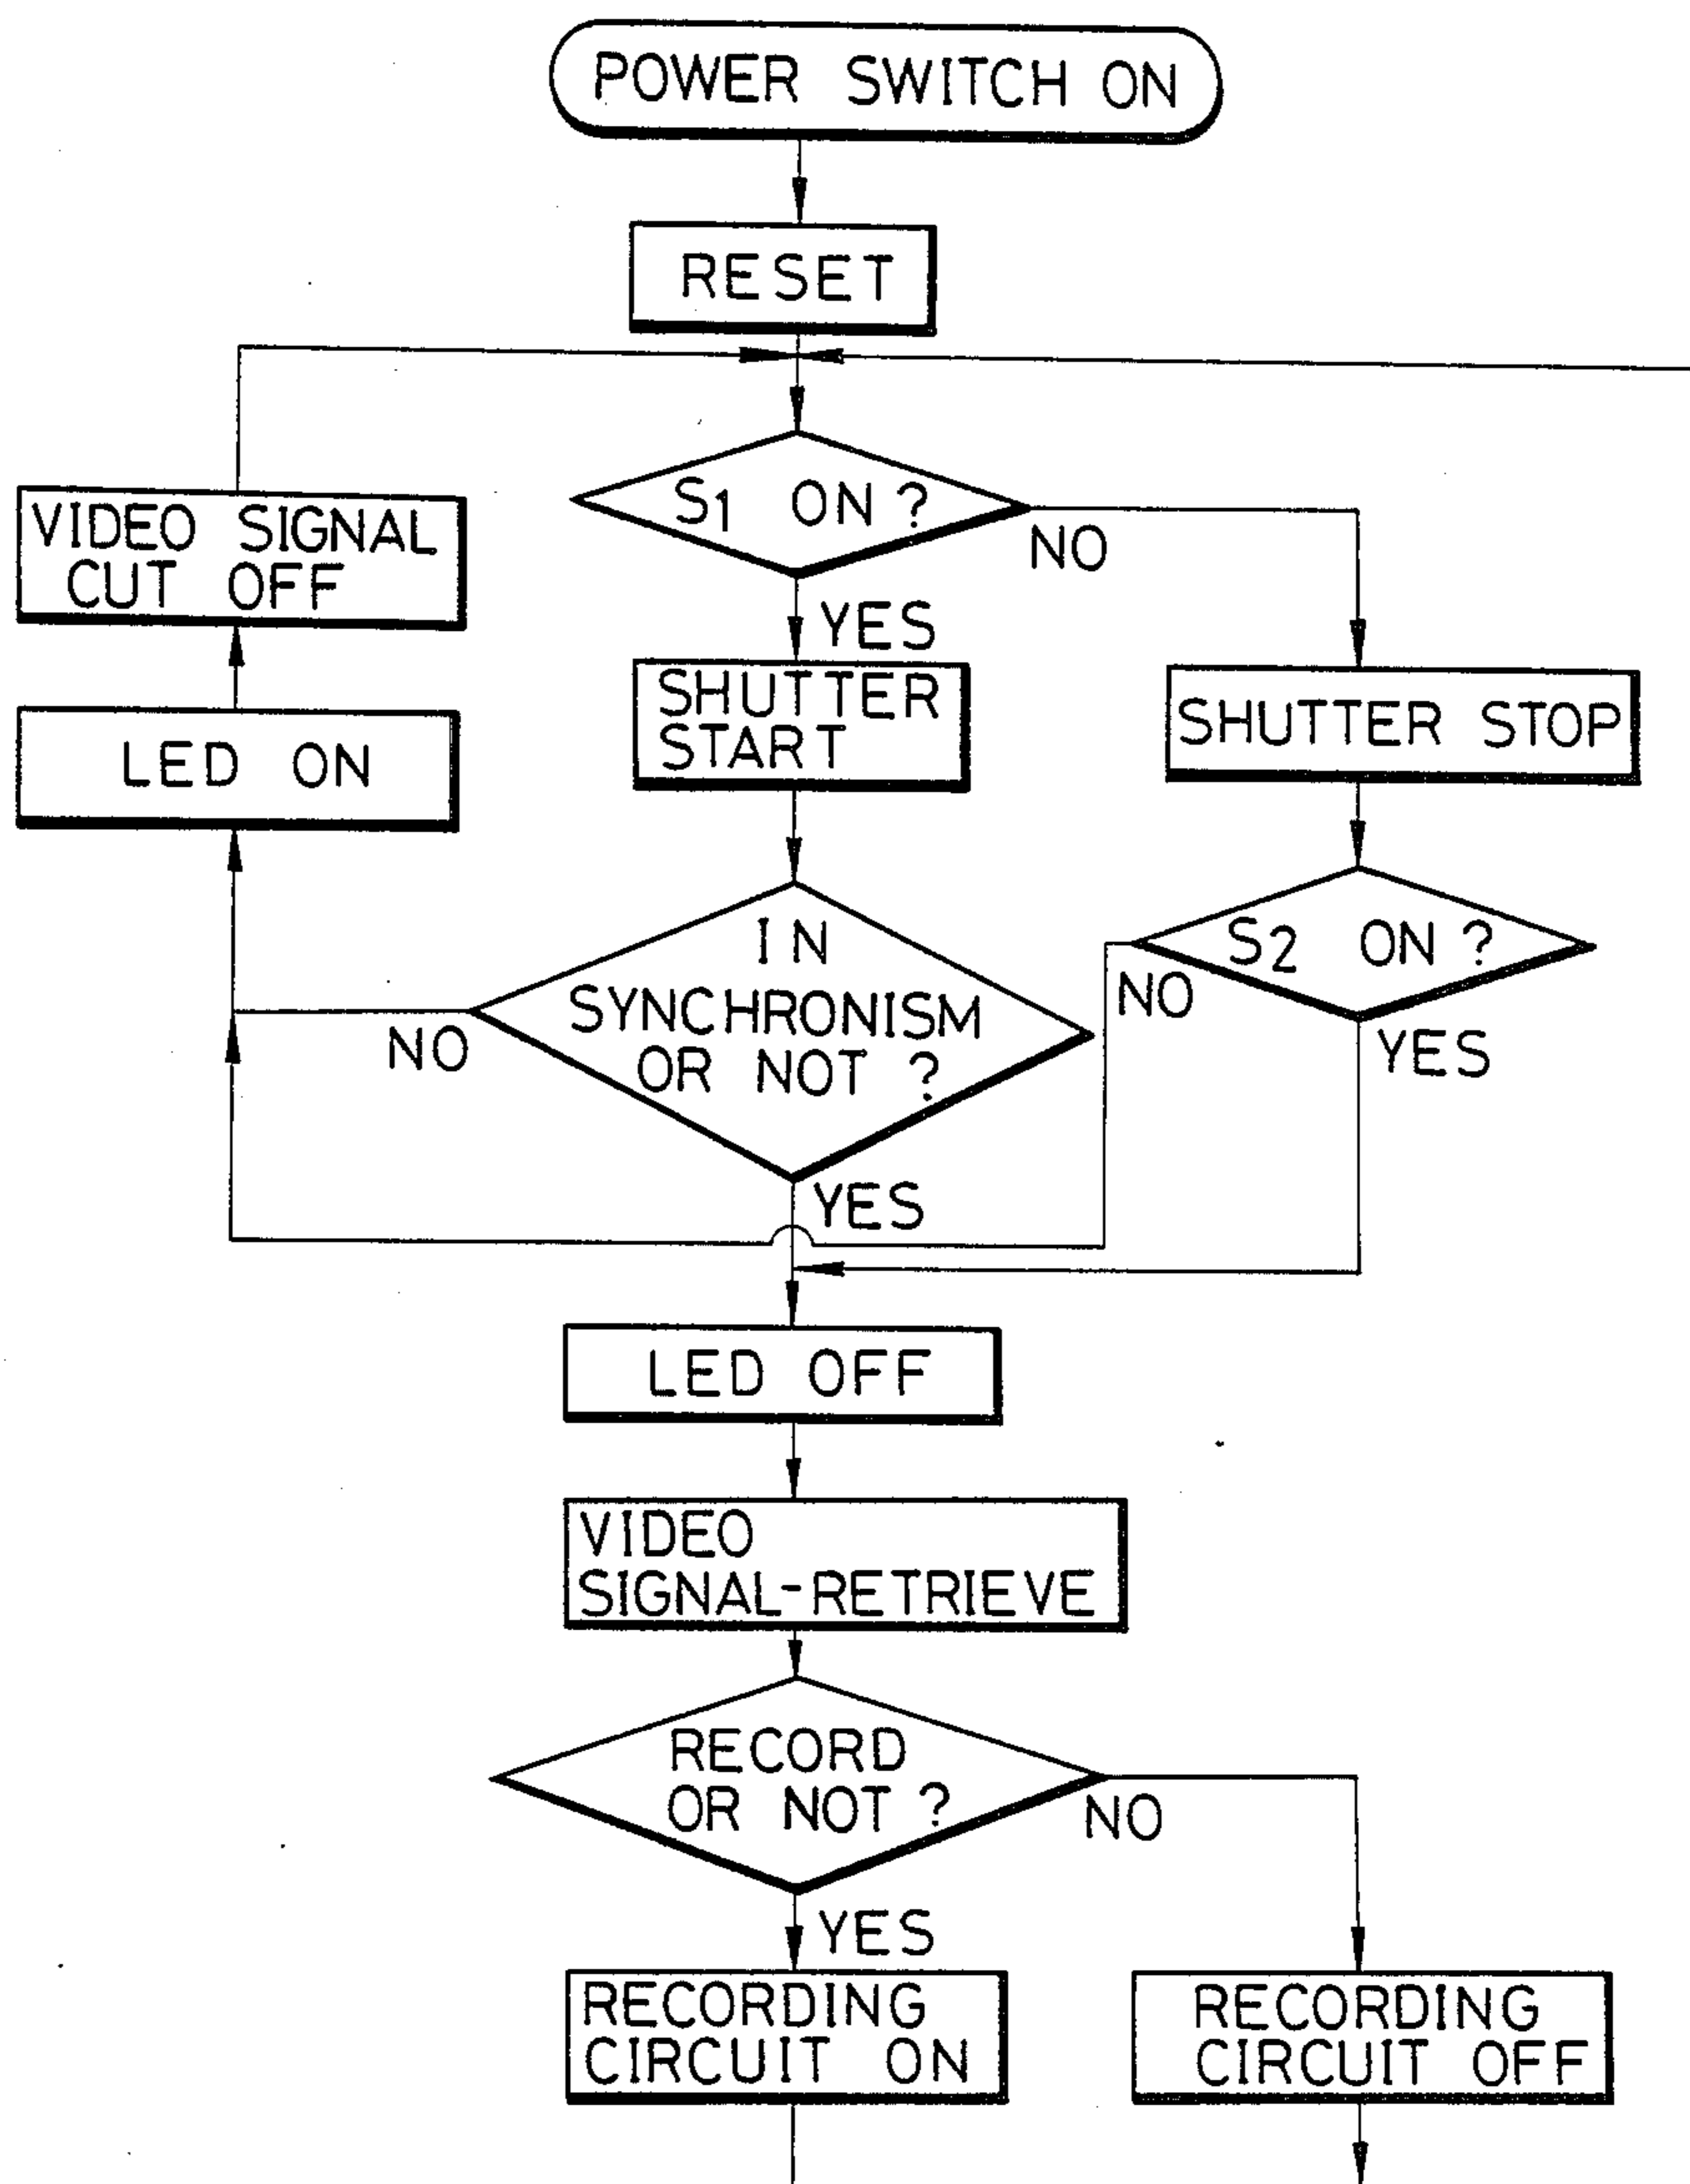 POWER SWITCH ON
RESET
S1 ON ?
NO
VIDEO SIGNAL
CUT OFF
YES
SHUTTER
START
SHUTTER STOP
LED ON
IN
SYNCHRONISM
OR NOT ?
NO
S2 ON ?
NO
YES
YES
LED OFF
VIDEO
SIGNAL-RETRIEVE
RECORD
OR NOT ?
NO
YES
RECORDING
CIRCUIT ON
RECORDING
CIRCUIT OFF